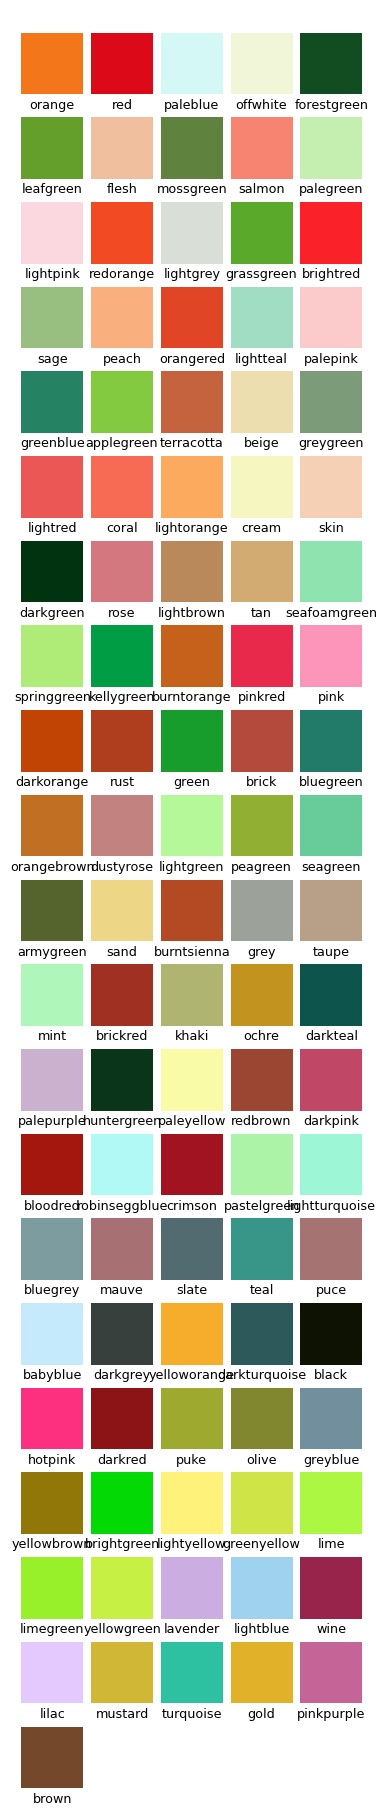 orange red paleblue offwhite forestgreen
leafgreen flesh mossgreen salmon palegreen
lightpink redorange lightgrey grassgreen brightred
sage peach orangered lightteal palepink
greenblue applegreen terracotta beige greygreen
lightred coral lightorange cream skin
darkgreen rose lightbrown tan seafoamgreen
springgreen kellygreen burntorange pinkred pink
darkorange rust green brick bluegreen
orangebrown dustyrose lightgreen peagreen seagreen
armygreen sand burntsienna grey taupe
mint brickred khaki ochre darkteal
palepurple huntergreen paleyellow redbrown darkpink
bloodred robinseggblue crimson pastelgreen lightturquoise
bluegrey mauve slate teal puce
babyblue darkgrey yelloworange darkturquoise black
hotpink darkred puke olive greyblue
yellowbrown brightgreen lightyellow greenyellow lime
limegreen yellowgreen lavender lightblue wine
lilac mustard turquoise gold pinkpurple
brown